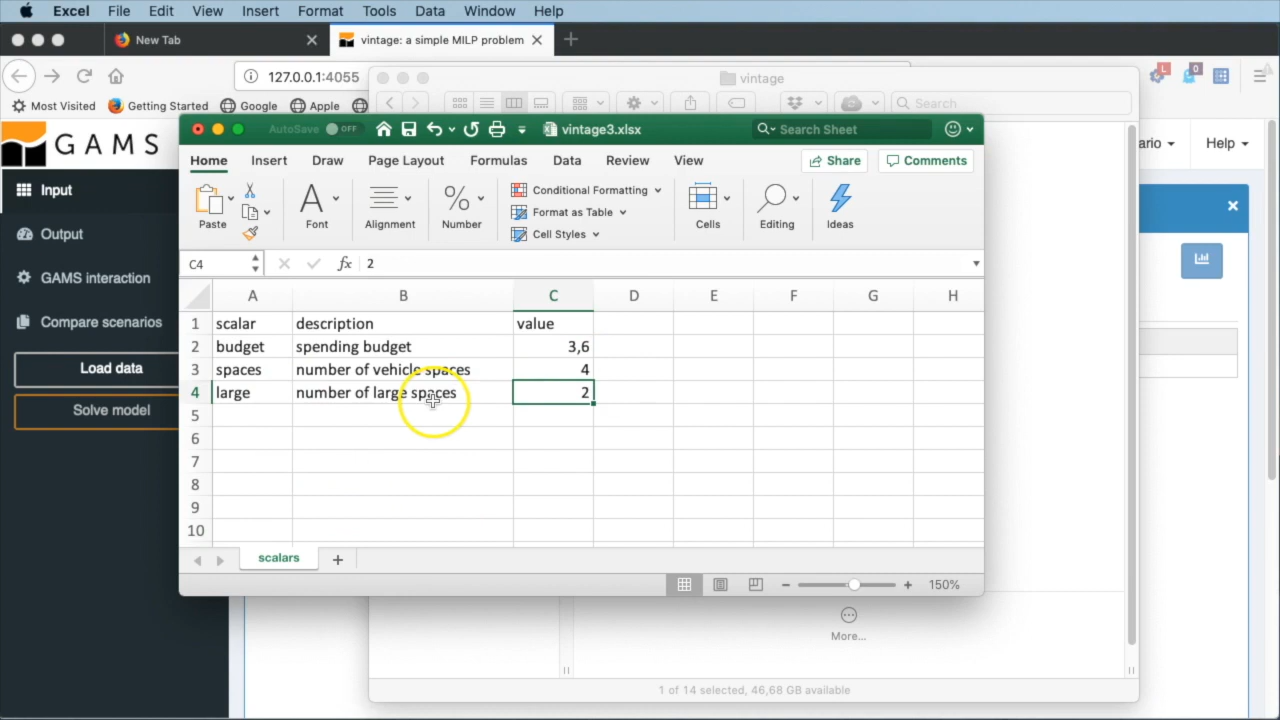 Excel File Edit View Insert Format Tools Data Window Help
New Tab vintage: a simple MILP problem
127.0.0.1:4055 vintage L 0
Most Visited Getting Started Google Apple Search
AutoSave OFF vintage3.xlsx Search Sheet
GAMS Home Insert Draw Page Layout Formulas Data Review View Share Comments Help
Input Conditional Formatting
Format as Table
Paste Font Alignment Number Cells Editing Ideas
Output Cell Styles
C4 fx 2
GAMS interaction
A B C D E F G H
Compare scenarios 1 scalar description value
2 budget spending budget 3,6
Load data 3 spaces number of vehicle spaces 4
4 large number of large spaces 2
Solve model 5
6
7
8
9
10
scalars
150%
More...
1 of 14 selected, 46,68 GB available